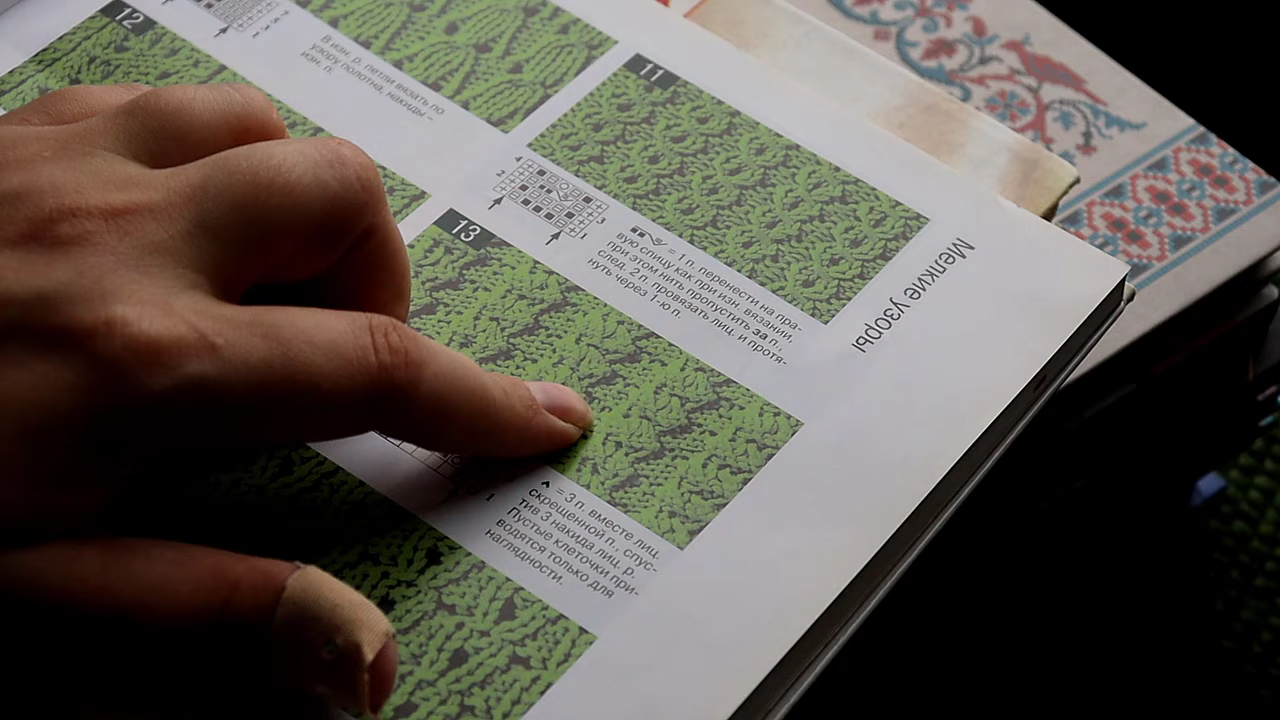 12
В изн. р. петли вязать по
узору полотна, накиды –
изн. п.
11
= 1 п. перенести на пра-
вую спицу как при изн. вязании,
при этом нить пропустить за п.,
след. 2 п. провязать лиц. и протя-
нуть через 1-ю п.
Мелкие узоры
13
= 3 п. вместе лиц.
скрещенной п., спус-
тив 3 накида лиц. р.
Пустые клеточки при-
водятся только для
наглядности.